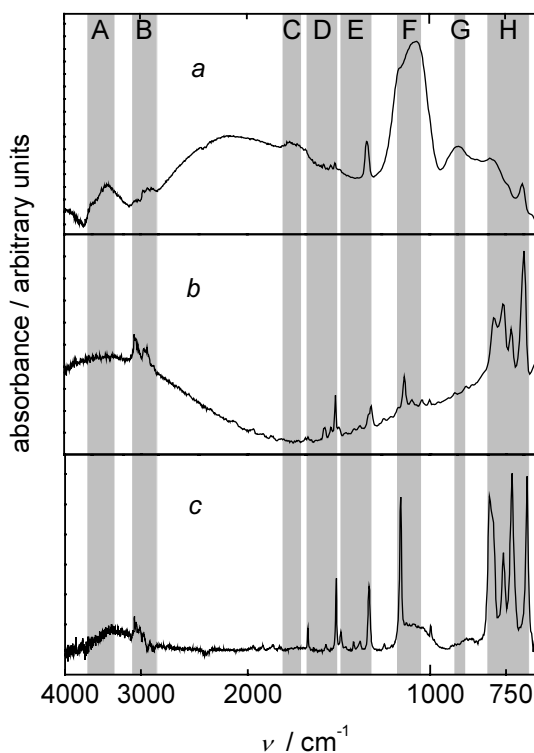 A B C D E F G H
a
b
c
absorbance / arbitrary units
4000 3000 2000 1000 750
ν / cm⁻¹